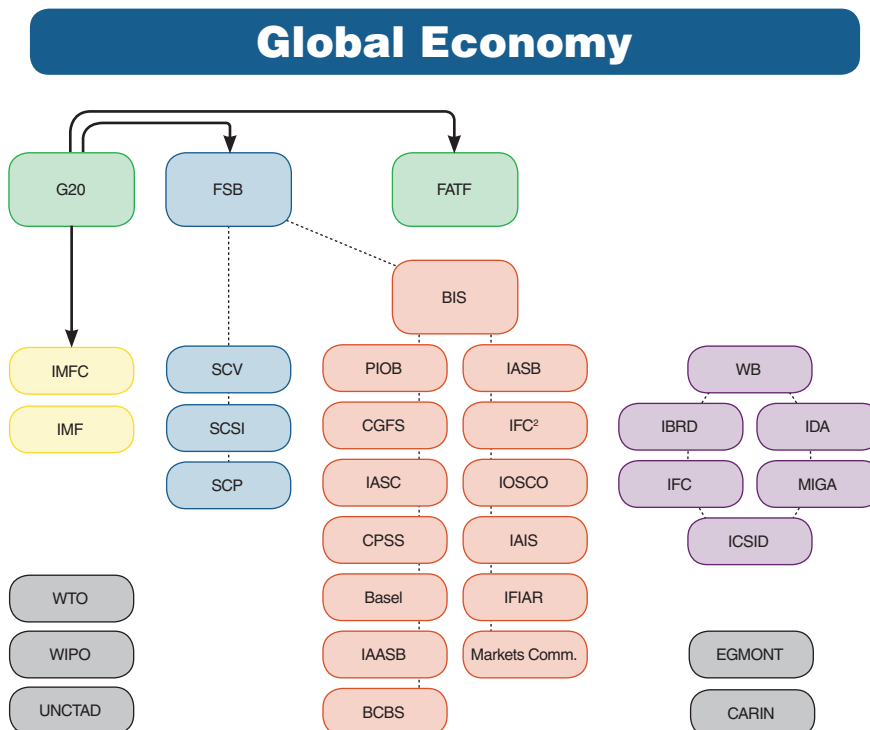 Global Economy
G20
FSB
FATF
BIS
IMFC
SCV
PIOB
IASB
WB
IMF
SCSI
CGFS
IFC²
IBRD
IDA
SCP
IASC
IOSCO
IFC
MIGA
CPSS
IAIS
ICSID
WTO
Basel
IFIAR
WIPO
IAASB
Markets Comm.
EGMONT
UNCTAD
BCBS
CARIN